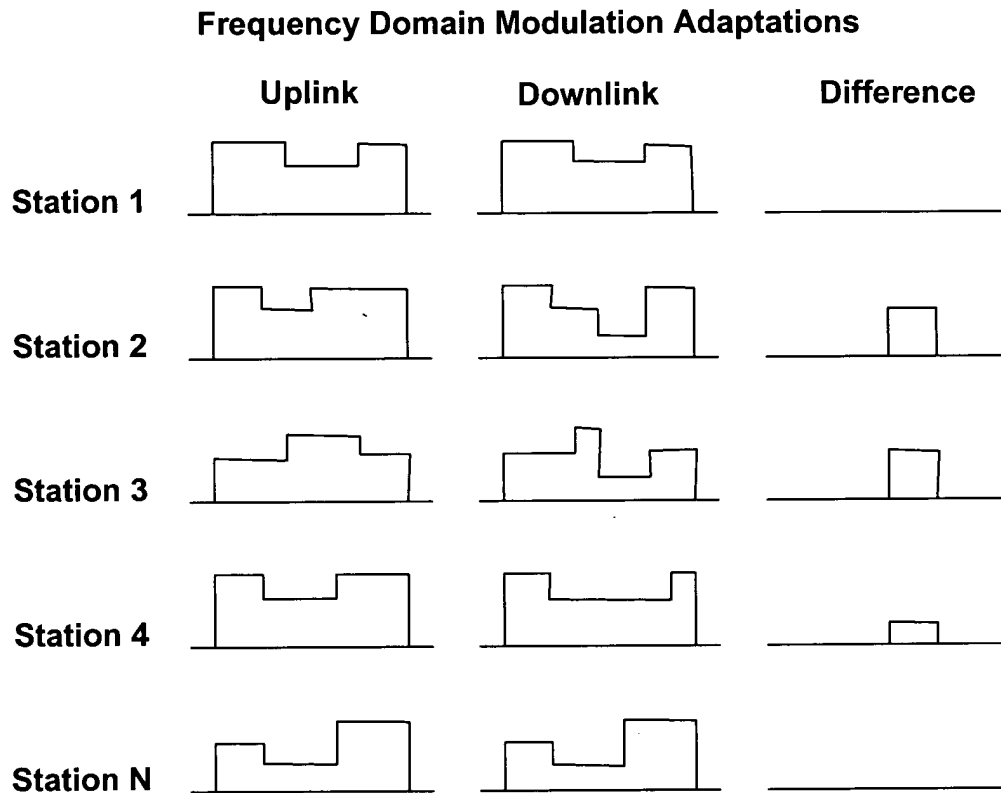 Frequency Domain Modulation Adaptations
Uplink Downlink Difference
Station 1
Station 2
Station 3
Station 4
Station N